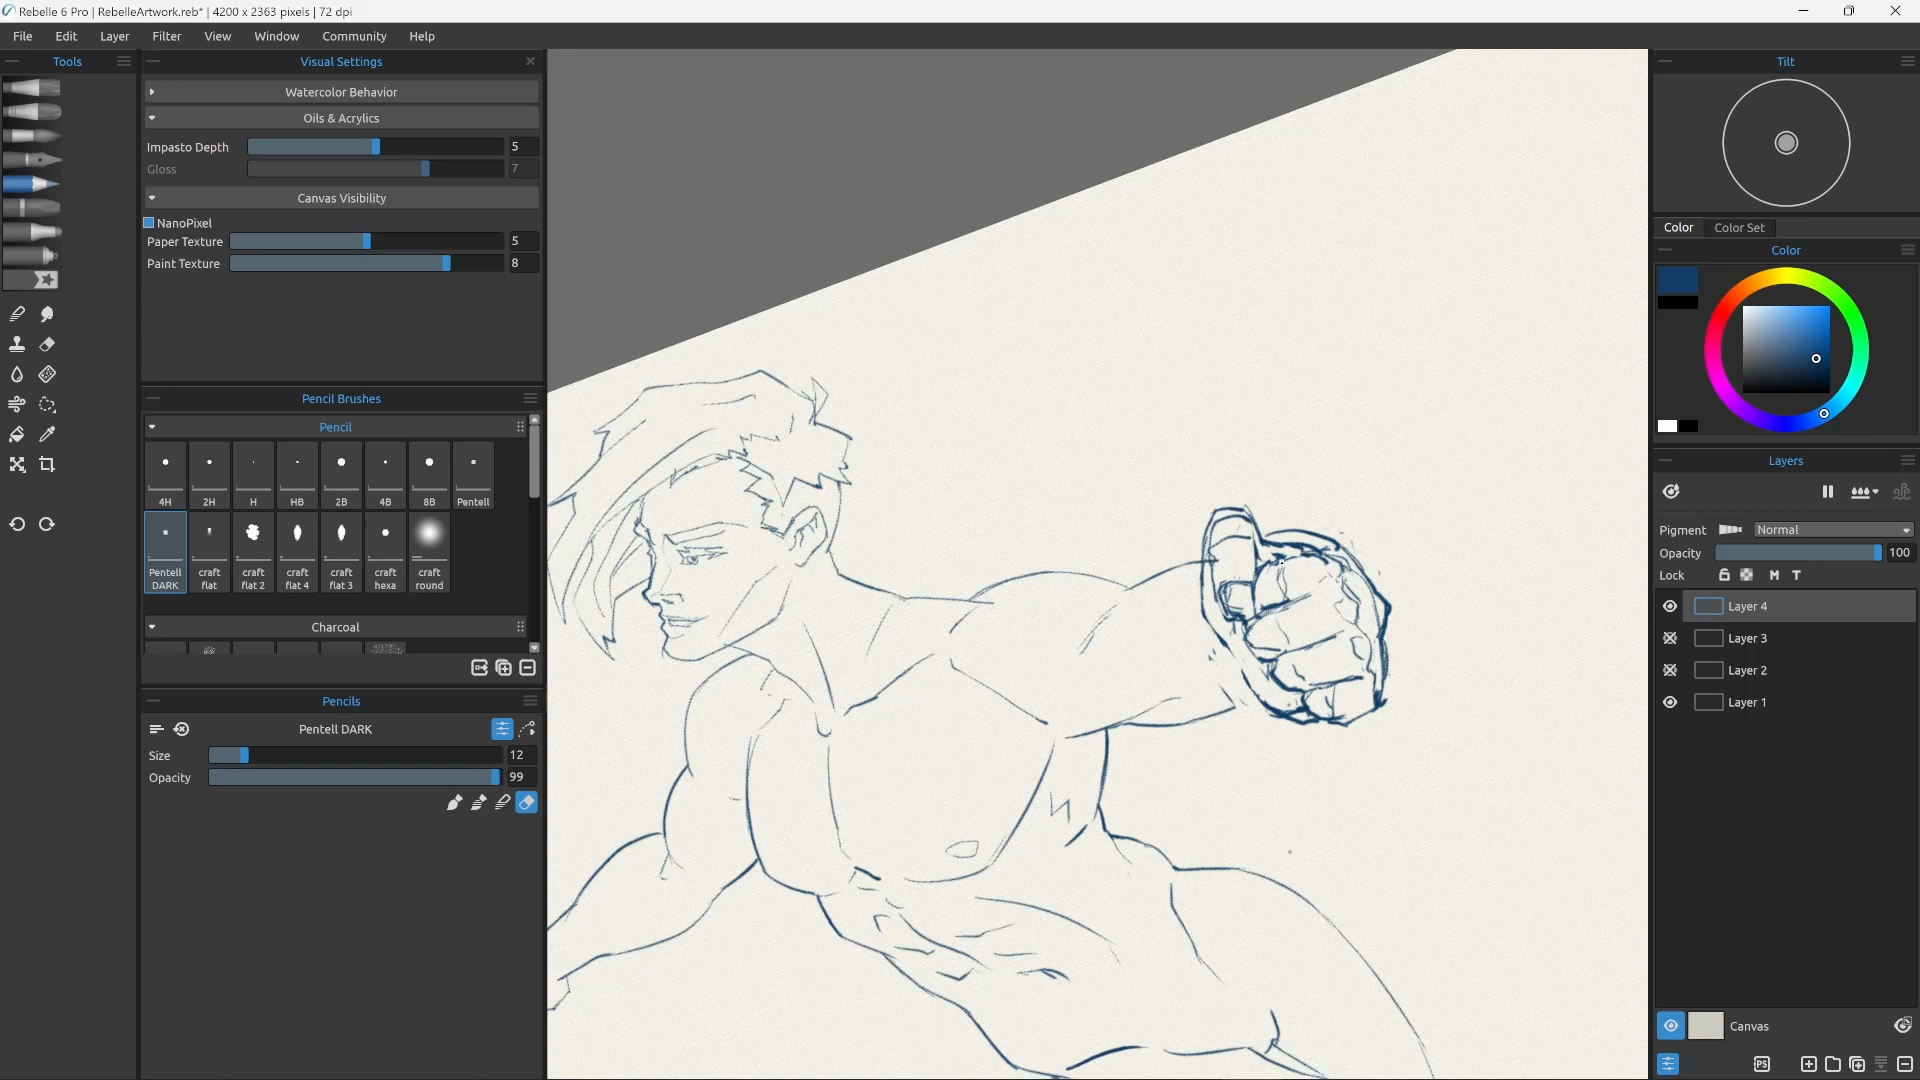 Rebelle 6 Pro | RebelleArtwork.reb* | 4200 x 2363 pixels | 72 dpi
File Edit Layer Filter View Window Community Help
Tools
Visual Settings
Watercolor Behavior
Oils & Acrylics
Impasto Depth 5
Gloss 7
Canvas Visibility
NanoPixel
Paper Texture 5
Paint Texture 8
Pencil Brushes
Pencil
4H 2H H HB 2B 4B 8B Pentell
Pentell DARK
craft flat
craft flat 2
craft flat 4
craft flat 3
craft hexa
craft round
Charcoal
Pencils
Pentell DARK
Size 12
Opacity 99
Tilt
Color Color Set
Color
Layers
Pigment Normal
Opacity 100
Lock M T
Layer 4
Layer 3
Layer 2
Layer 1
Canvas
PS